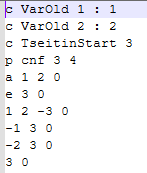 c VarOld 1 : 1
c VarOld 2 : 2
c TseitinStart 3
p cnf 3 4
a 1 2 0
e 3 0
1 2 -3 0
-1 3 0
-2 3 0
3 0